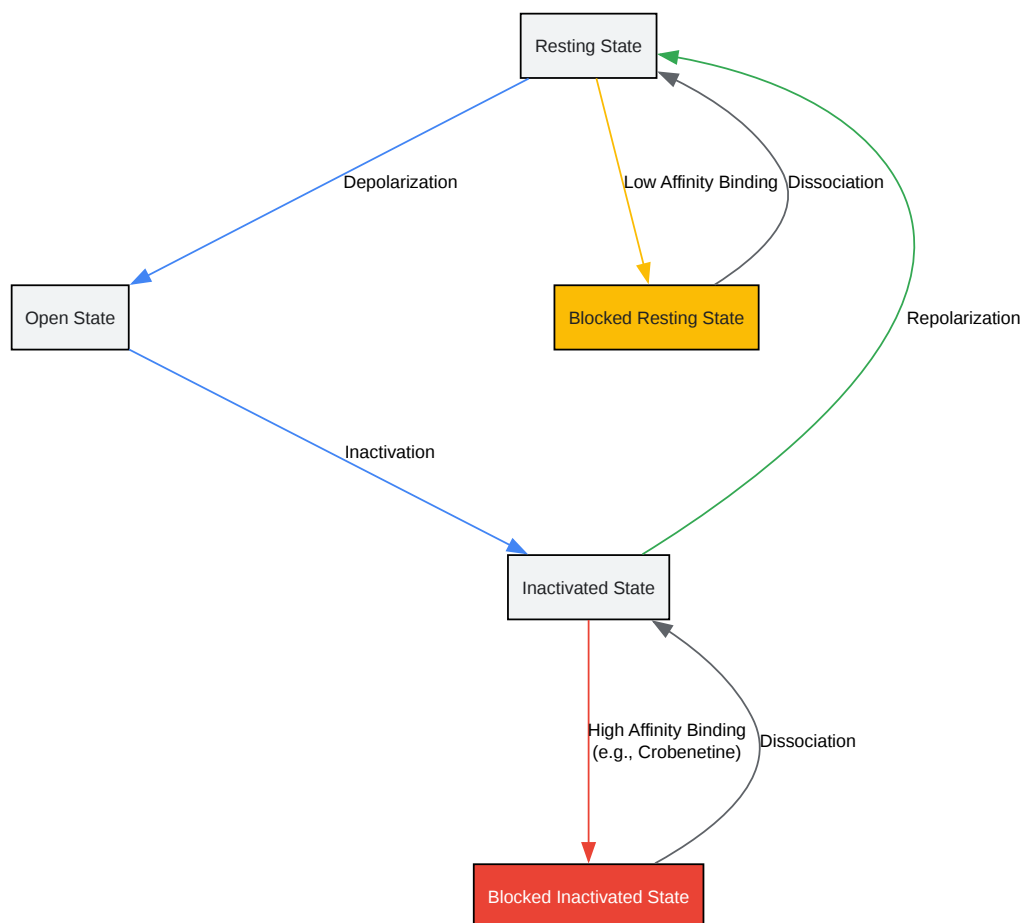 Resting State
Depolarization
Low Affinity Binding
Dissociation
Open State
Blocked Resting State
Repolarization
Inactivation
Inactivated State
High Affinity Binding
(e.g., Crobenetine)
Dissociation
Blocked Inactivated State